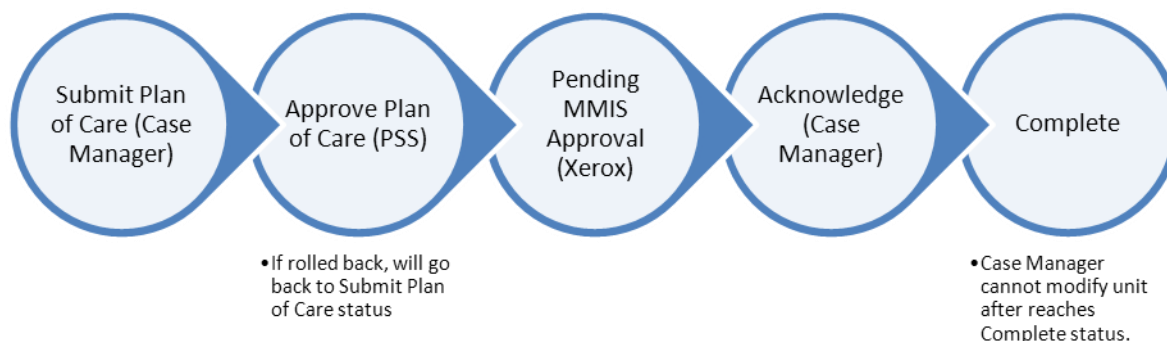 Submit Plan
of Care (Case
Manager)
Approve Plan
of Care (PSS)
Pending
MMIS
Approval
(Xerox)
Acknowledge
(Case
Manager)
Complete
•If rolled back, will go
back to Submit Plan
of Care status
•Case Manager
cannot modify unit
after reaches
Complete status.